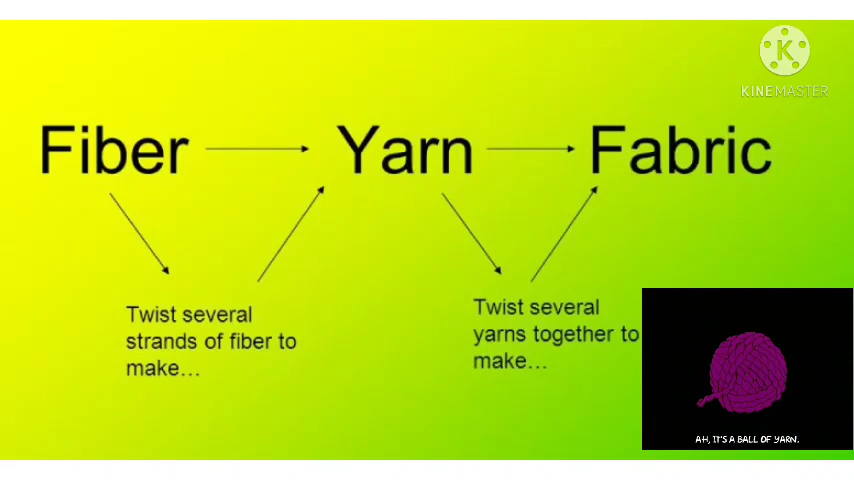 K
KINEMASTER
Fiber
Yarn
Fabric
Twist several
strands of fiber to
make...
Twist several
yarns together to
make...
AH, IT'S A BALL OF YARN.